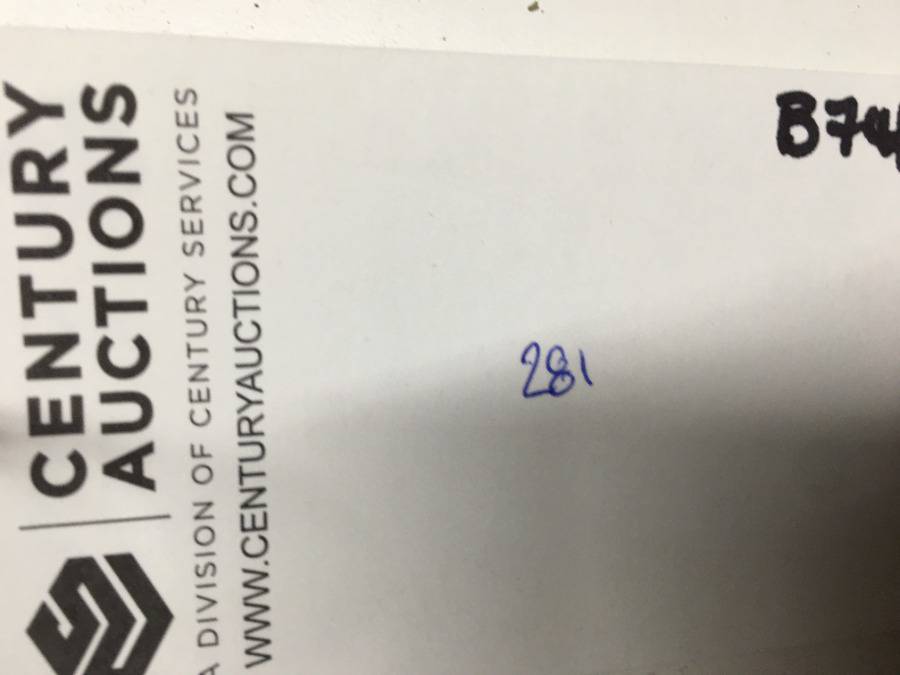 CENTURY
AUCTIONS
A DIVISION OF CENTURY SERVICES
WWW.CENTURYAUCTIONS.COM
281